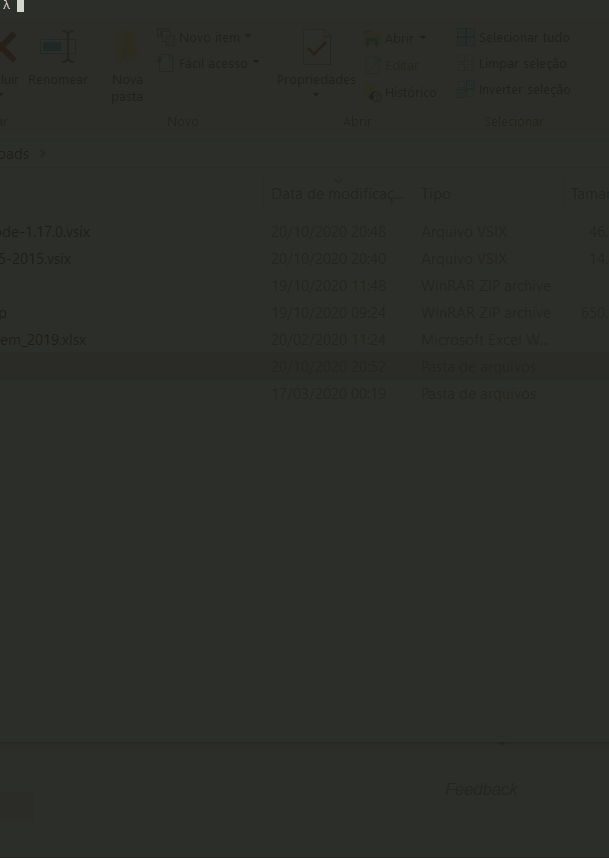 λ
Novo item
Abrir
Selecionar tudo
luir
Renomear
Nova
pasta
Fácil acesso
Propriedades
Editar
Limpar seleção
Histórico
Inverter seleção
ar
Novo
Abrir
Selecionar
oads >
Data de modificaç...
Tipo
Tama
ode-1.17.0.vsix 20/10/2020 20:48 Arquivo VSIX 46.
5-2015.vsix 20/10/2020 20:40 Arquivo VSIX 14.
19/10/2020 11:48 WinRAR ZIP archive
p 19/10/2020 09:24 WinRAR ZIP archive 650.
em_2019.xlsx 20/02/2020 11:24 Microsoft Excel W...
20/10/2020 20:52 Pasta de arquivos
17/03/2020 00:19 Pasta de arquivos
Feedback